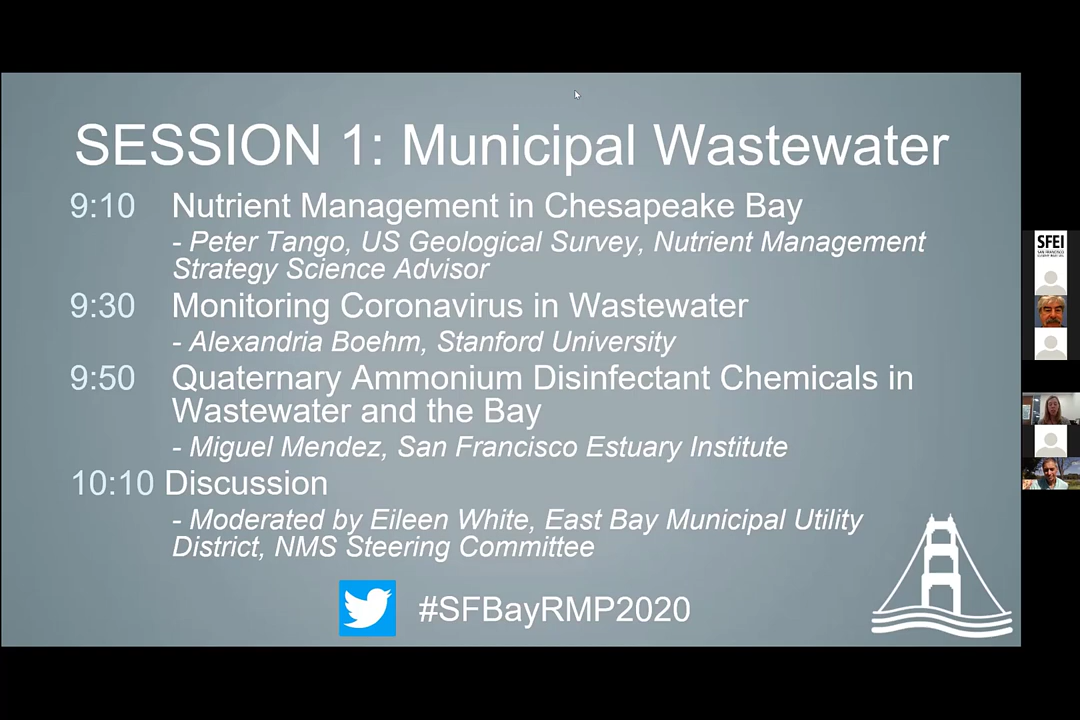 SESSION 1: Municipal Wastewater
9:10 Nutrient Management in Chesapeake Bay
- Peter Tango, US Geological Survey, Nutrient Management
Strategy Science Advisor
9:30 Monitoring Coronavirus in Wastewater
- Alexandria Boehm, Stanford University
9:50 Quaternary Ammonium Disinfectant Chemicals in
Wastewater and the Bay
- Miguel Mendez, San Francisco Estuary Institute
10:10 Discussion
- Moderated by Eileen White, East Bay Municipal Utility
District, NMS Steering Committee
#SFBayRMP2020
SFEI